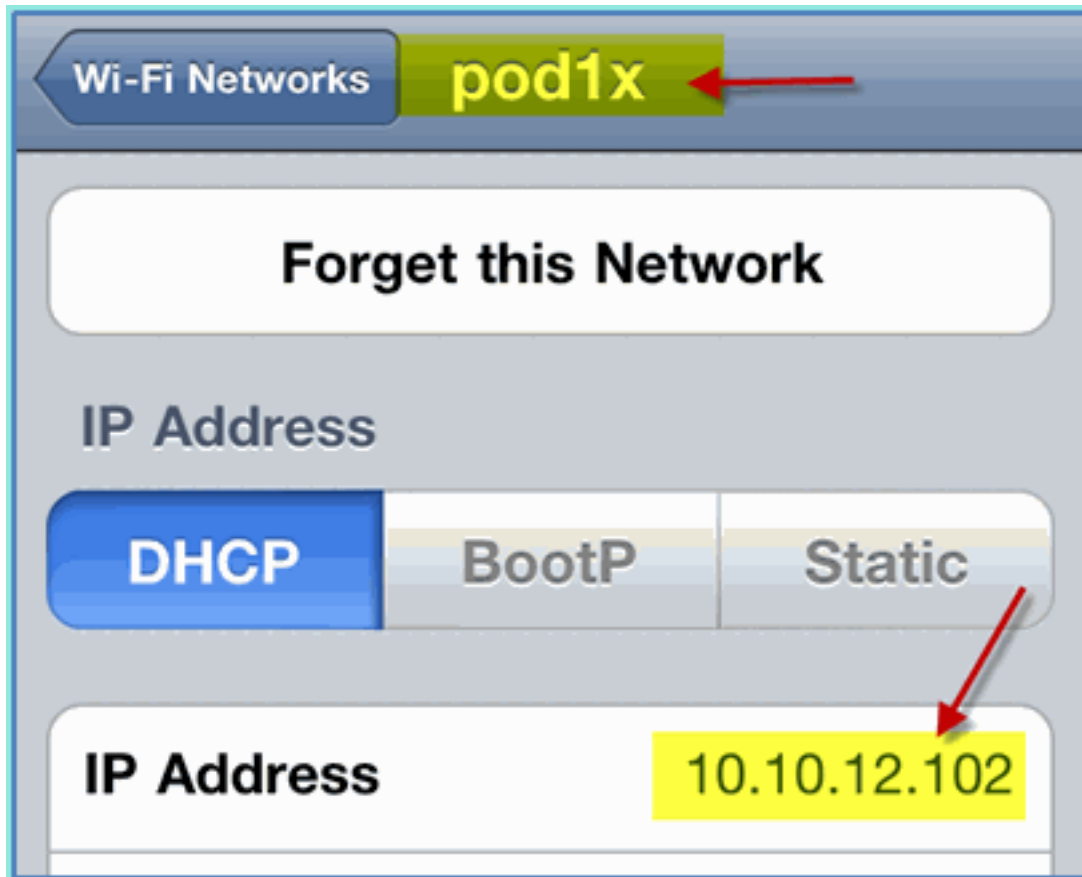 Wi-Fi Networks pod1x
Forget this Network
IP Address
DHCP BootP Static
IP Address 10.10.12.102